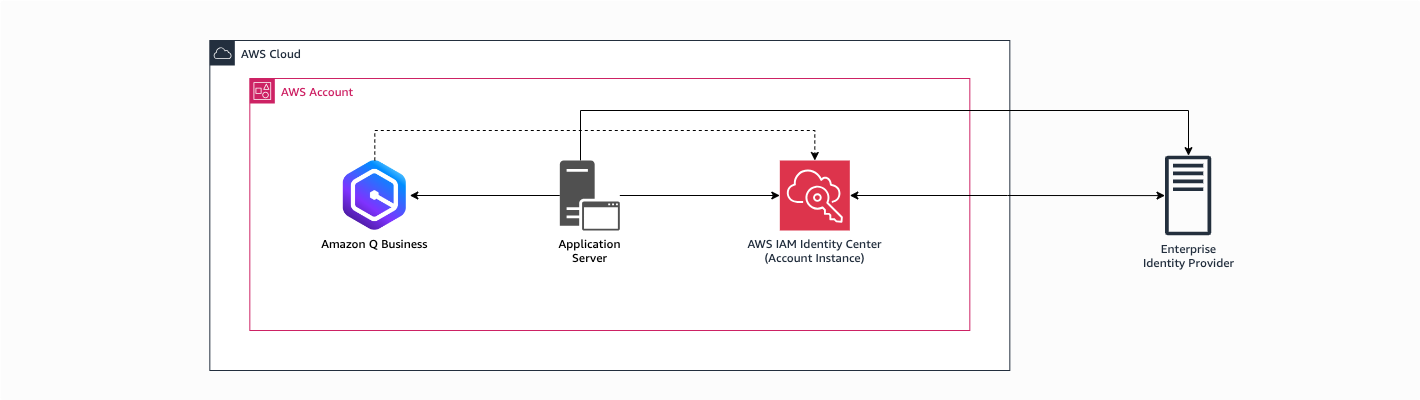 AWS Cloud
AWS Account
Amazon Q Business
Application
Server
AWS IAM Identity Center
(Account Instance)
Enterprise
Identity Provider